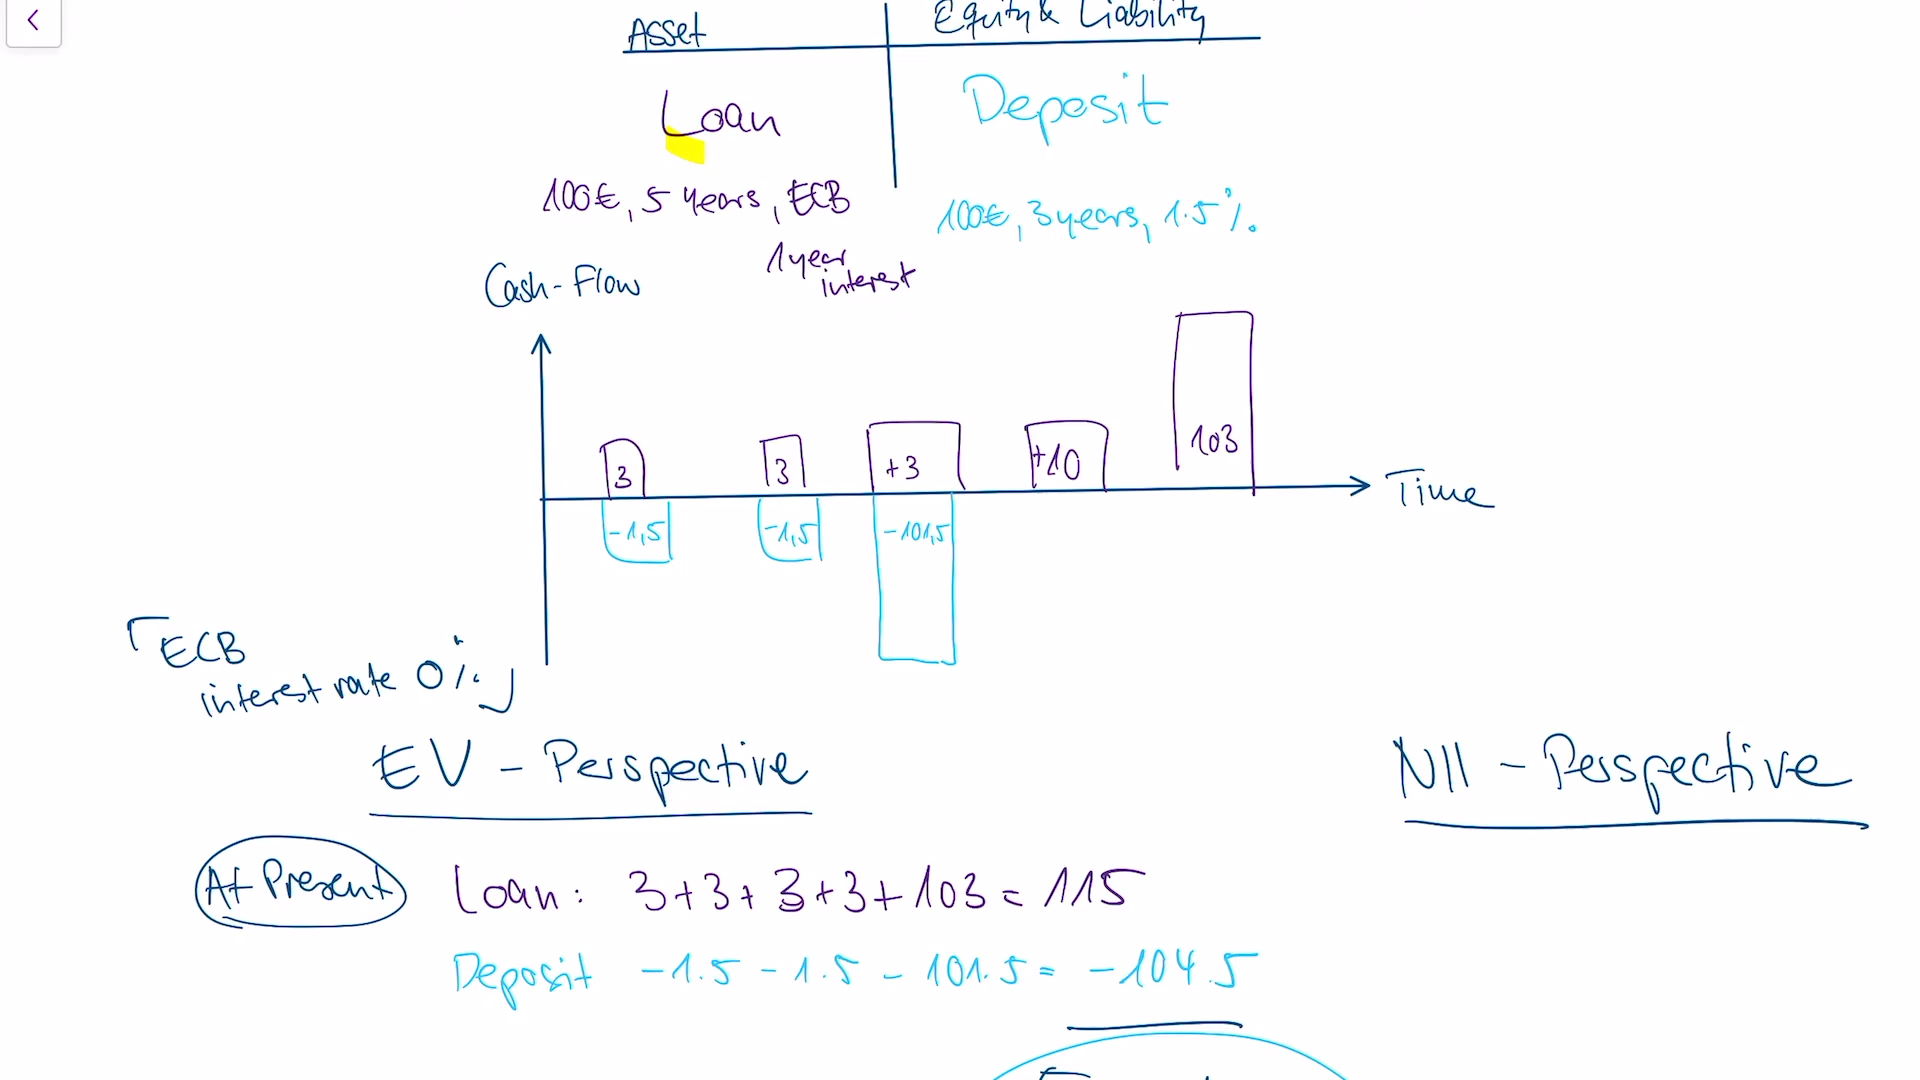 Asset Equity & Liability
Loan Deposit
100€, 5 years, ECB
1 year
interest
100€, 3 years, 1.5%
Cash-Flow
3 3 +3 +10 103
Time
-1,5 -1,5 -101,5
ECB
interest rate 0%
EV - Perspective NII - Perspective
At Present Loan: 3+3+3+3+103 = 115
Deposit -1.5 - 1.5 - 101.5 = -104.5